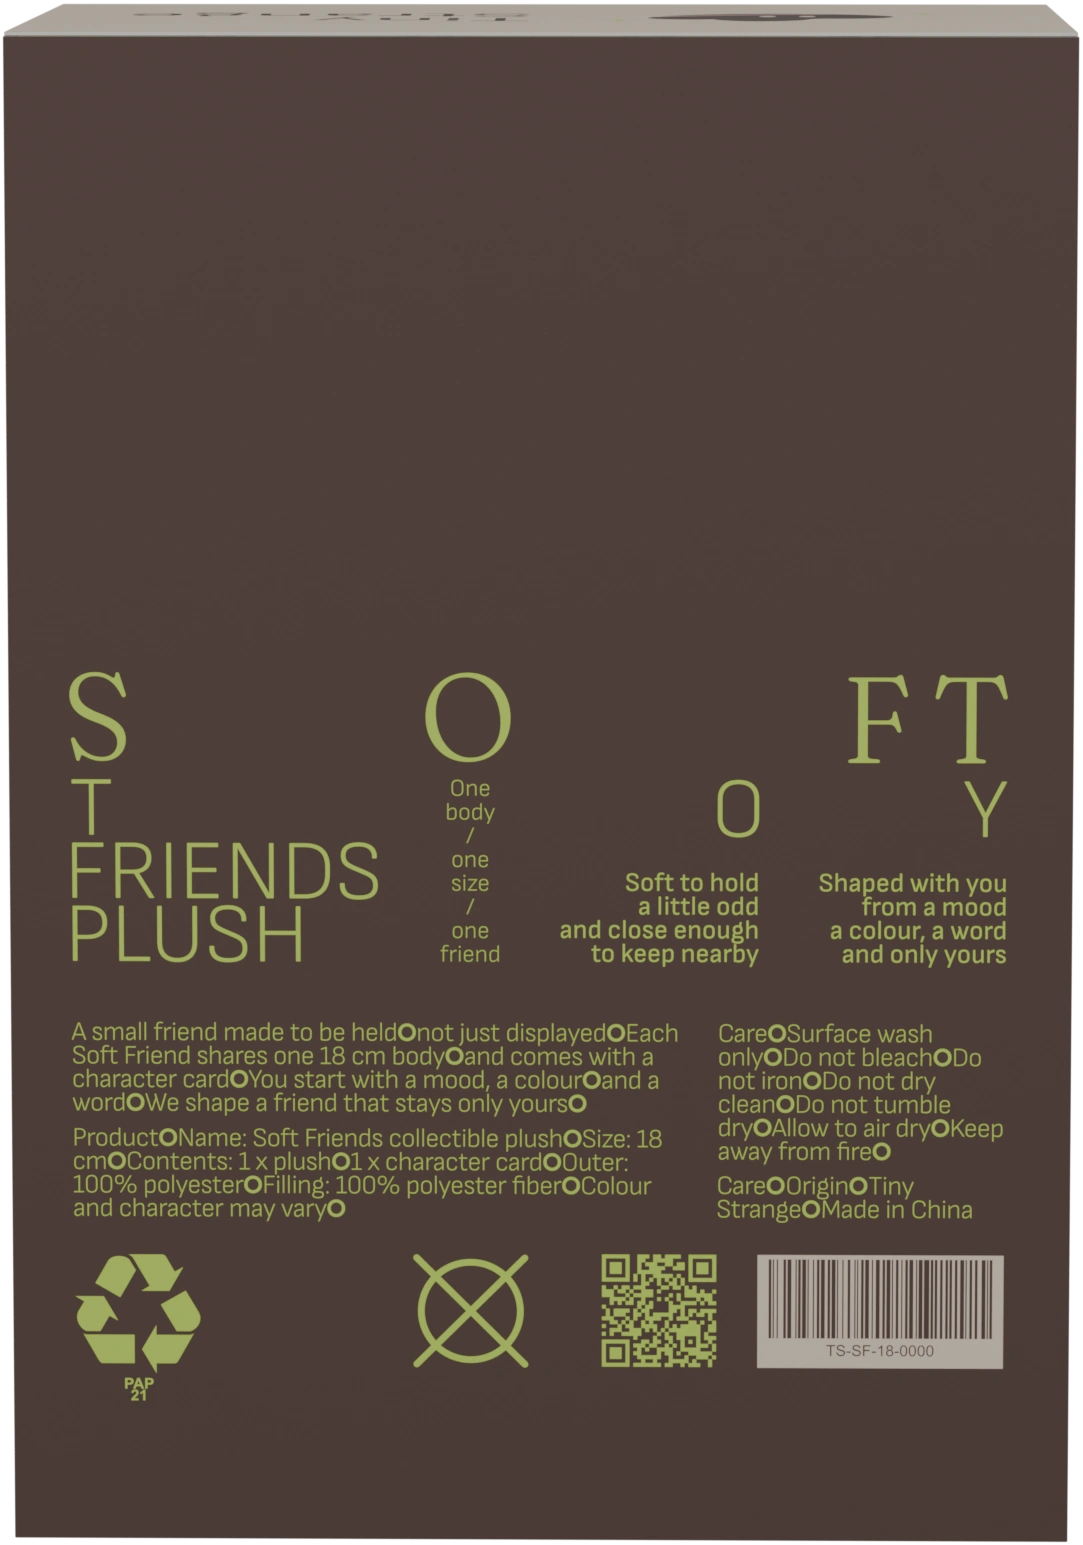 Tiny
Strange
S O FT
T O Y
FRIENDS
PLUSH
One
body
/
one
size
/
one
friend
Soft to hold
a little odd
and close enough
to keep nearby
Shaped with you
from a mood
a colour, a word
and only yours
A small friend made to be heldOnot just displayedOEach
Soft Friend shares one 18 cm bodyOand comes with a
character cardOYou start with a mood, a colourOand a
wordOWe shape a friend that stays only yoursO
ProductOName: Soft Friends collectible plushOSize: 18
cmOContents: 1 x plushO1 x character cardOOuter:
100% polyesterOFilling: 100% polyester fiberOColour
and character may varyO
CareOSurface wash
onlyODo not bleachODo
not ironODo not dry
cleanODo not tumble
dryOAllow to air dryOKeep
away from fireO
CareOOriginOTiny
StrangeOMade in China
PAP
21
TS-SF-18-0000